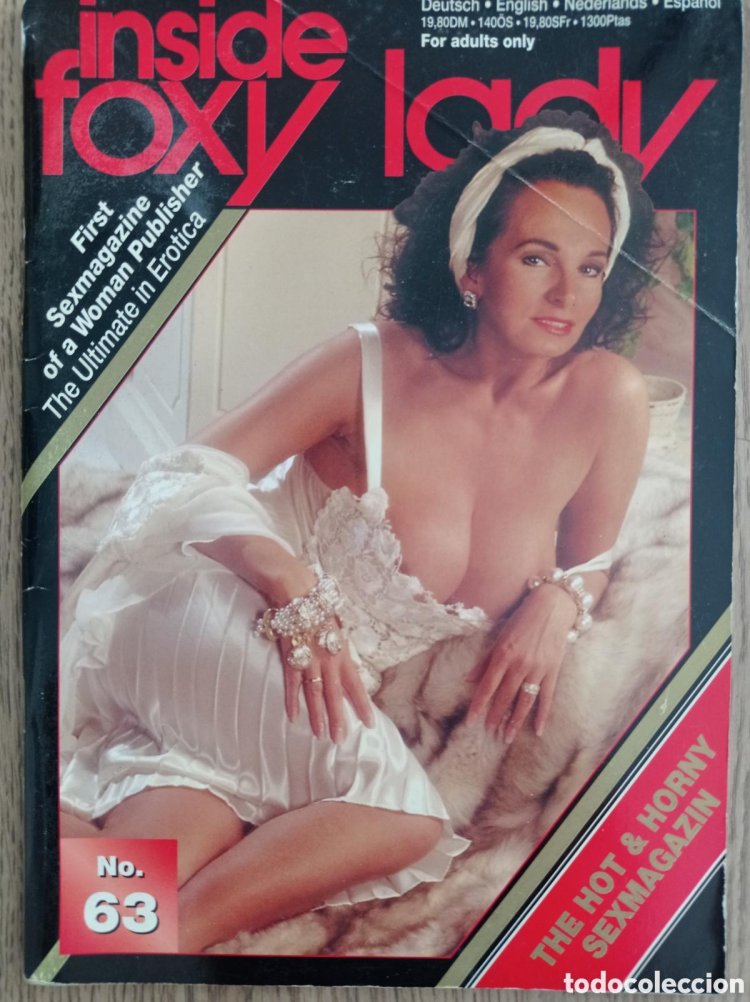 Deutsch • English • Nederlands • Español
19,80DM • 140ÖS • 19,80SFr • 1300Ptas
For adults only
inside
foxy lady
First
Sexmagazine
of a Woman Publisher
The Ultimate in Erotica
No.
63
THE HOT & HORNY
SEXMAGAZIN
todocoleccion